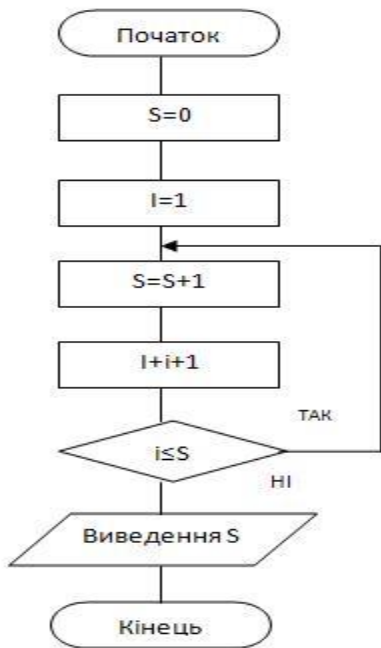 Початок
S=0
I=1
S=S+1
I+i+1
ТАК
i≤S
НІ
Виведення S
Кінець